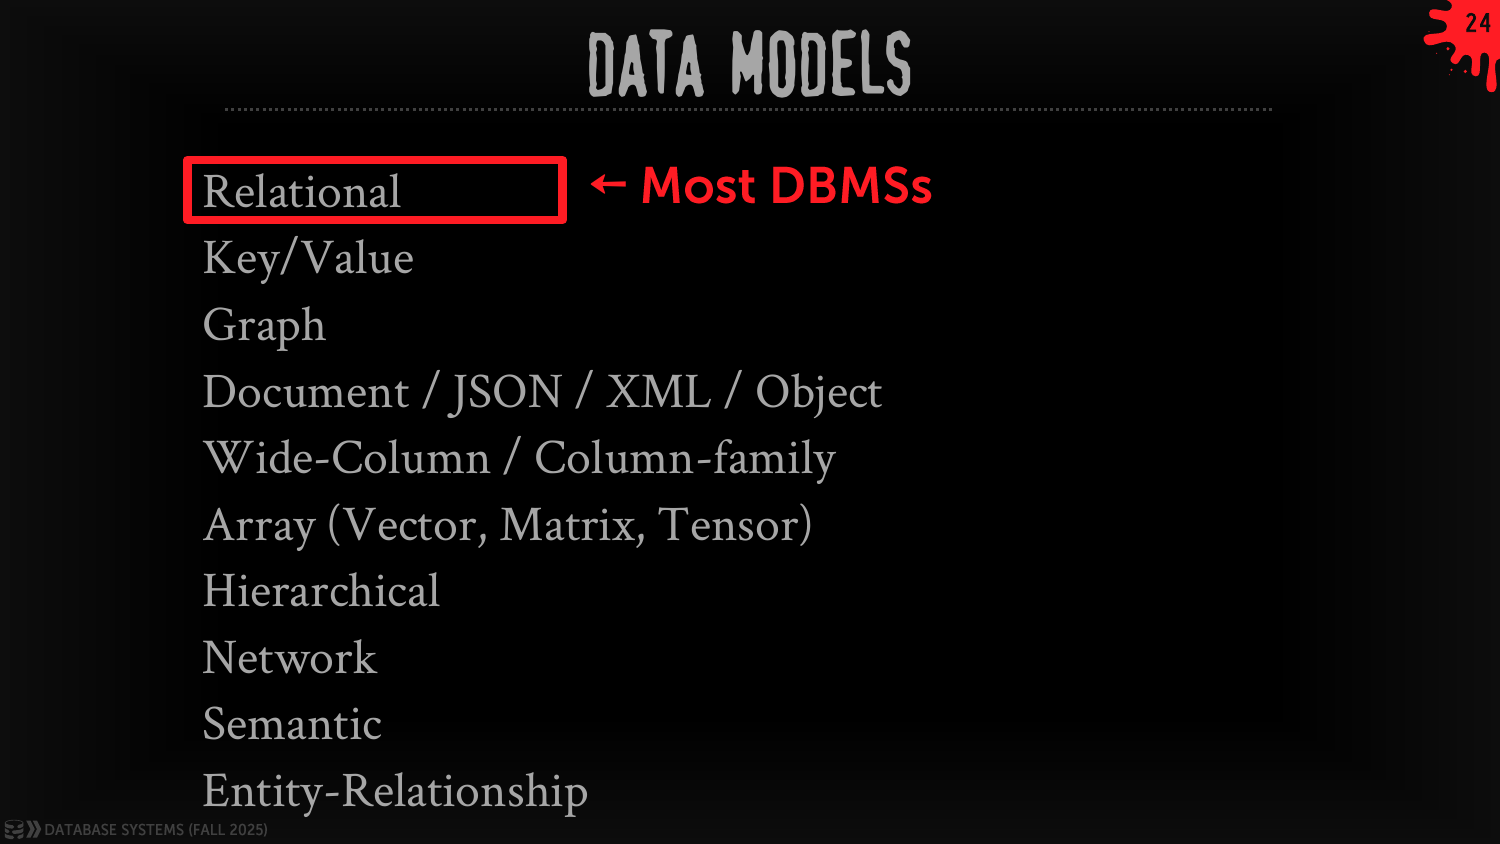 24
DATA MODELS
Relational
← Most DBMSs
Key/Value
Graph
Document / JSON / XML / Object
Wide-Column / Column-family
Array (Vector, Matrix, Tensor)
Hierarchical
Network
Semantic
Entity-Relationship
DATABASE SYSTEMS (FALL 2025)